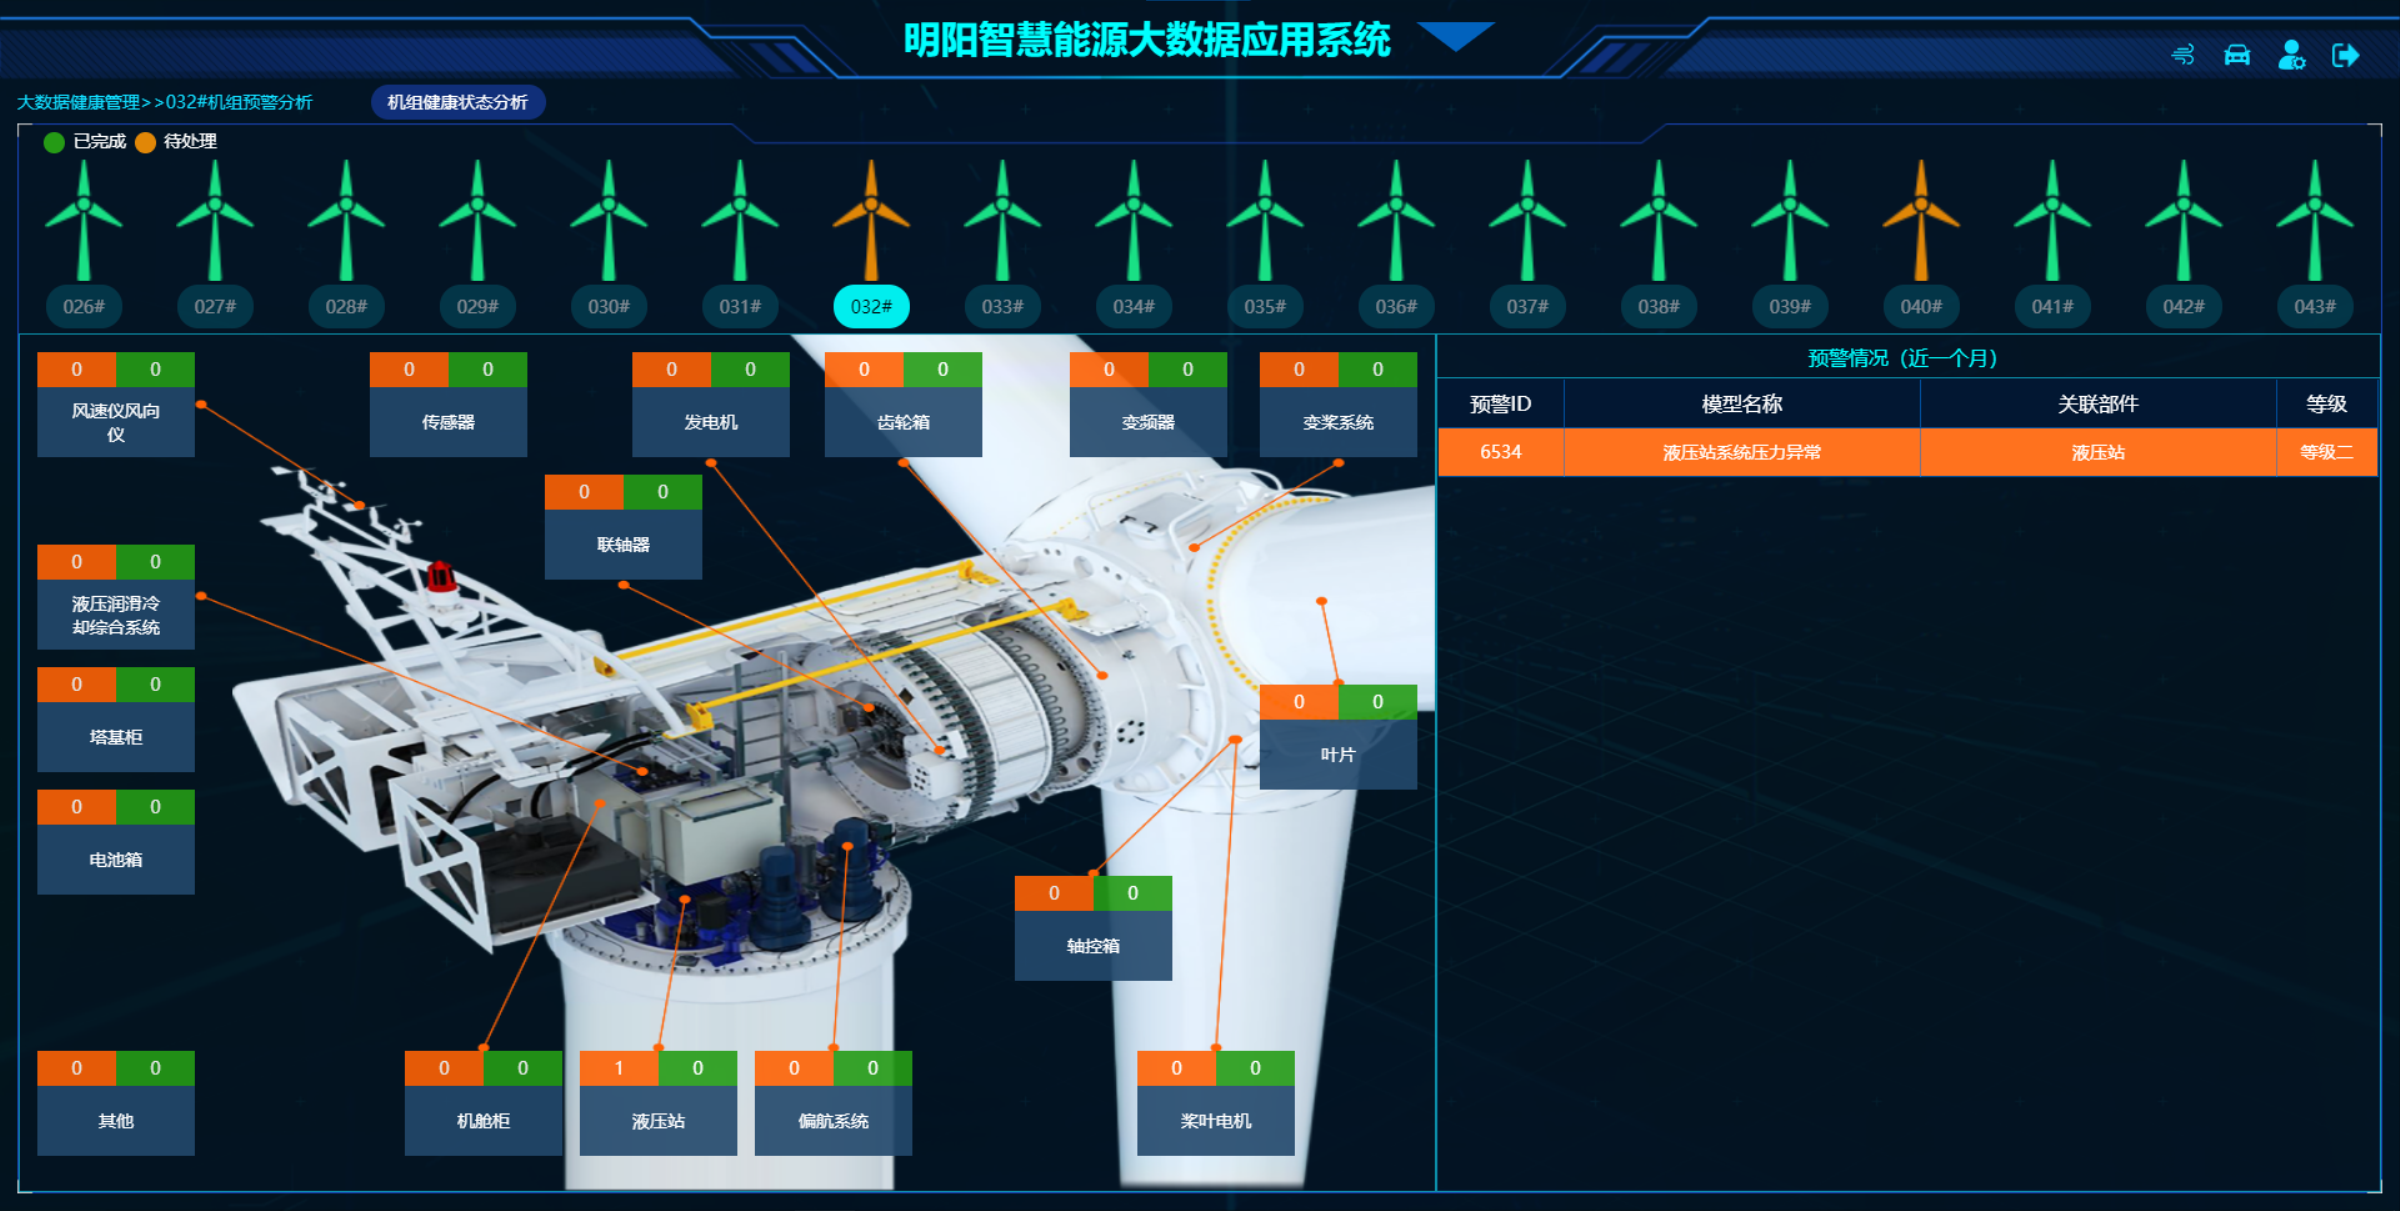 明阳智慧能源大数据应用系统
大数据健康管理>>032#机组预警分析
机组健康状态分析
已完成 待处理
026# 027# 028# 029# 030# 031# 032# 033# 034# 035# 036# 037# 038# 039# 040# 041# 042# 043#
0 0
风速仪风向
仪
0 0
传感器
0 0
发电机
0 0
齿轮箱
0 0
变频器
0 0
变桨系统
0 0
联轴器
0 0
液压润滑冷
却综合系统
0 0
塔基柜
0 0
叶片
0 0
电池箱
0 0
轴控箱
0 0
其他
0 0
机舱柜
1 0
液压站
0 0
偏航系统
0 0
桨叶电机
预警情况（近一个月）
预警ID 模型名称 关联部件 等级
6534 液压站系统压力异常 液压站 等级二